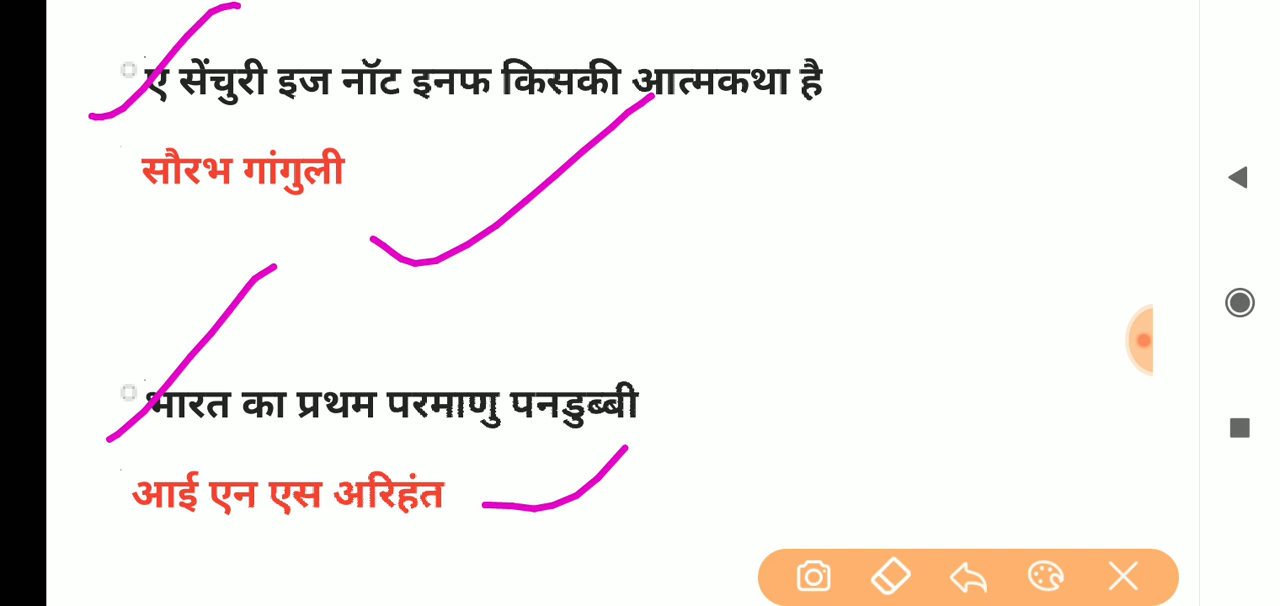 ए सेंचुरी इज नॉट इनफ किसकी आत्मकथा है
सौरभ गांगुली
भारत का प्रथम परमाणु पनडुब्बी
आई एन एस अरिहंत